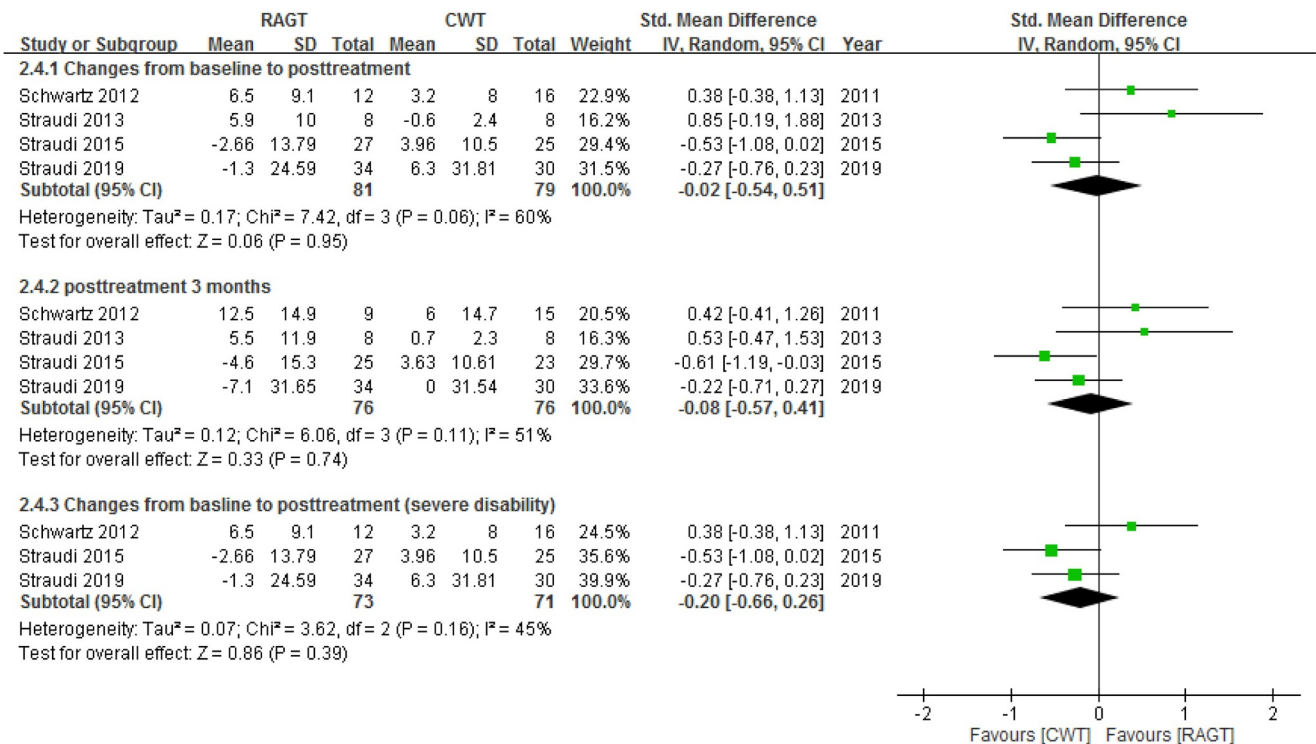 RAGT CWT Std. Mean Difference Std. Mean Difference
Study or Subgroup Mean SD Total Mean SD Total Weight IV, Random, 95% CI Year IV, Random, 95% CI
2.4.1 Changes from baseline to posttreatment
Schwartz 2012 6.5 9.1 12 3.2 8 16 22.9% 0.38 [-0.38, 1.13] 2011
Straudi 2013 5.9 10 8 -0.6 2.4 8 16.2% 0.85 [-0.19, 1.88] 2013
Straudi 2015 -2.66 13.79 27 3.96 10.5 25 29.4% -0.53 [-1.08, 0.02] 2015
Straudi 2019 -1.3 24.59 34 6.3 31.81 30 31.5% -0.27 [-0.76, 0.23] 2019
Subtotal (95% CI) 81 79 100.0% -0.02 [-0.54, 0.51]
Heterogeneity: Tau² = 0.17; Chi² = 7.42, df = 3 (P = 0.06); I² = 60%
Test for overall effect: Z = 0.06 (P = 0.95)
2.4.2 posttreatment 3 months
Schwartz 2012 12.5 14.9 9 6 14.7 15 20.5% 0.42 [-0.41, 1.26] 2011
Straudi 2013 5.5 11.9 8 0.7 2.3 8 16.3% 0.53 [-0.47, 1.53] 2013
Straudi 2015 -4.6 15.3 25 3.63 10.61 23 29.7% -0.61 [-1.19, -0.03] 2015
Straudi 2019 -7.1 31.65 34 0 31.54 30 33.6% -0.22 [-0.71, 0.27] 2019
Subtotal (95% CI) 76 76 100.0% -0.08 [-0.57, 0.41]
Heterogeneity: Tau² = 0.12; Chi² = 6.06, df = 3 (P = 0.11); I² = 51%
Test for overall effect: Z = 0.33 (P = 0.74)
2.4.3 Changes from basline to posttreatment (severe disability)
Schwartz 2012 6.5 9.1 12 3.2 8 16 24.5% 0.38 [-0.38, 1.13] 2011
Straudi 2015 -2.66 13.79 27 3.96 10.5 25 35.6% -0.53 [-1.08, 0.02] 2015
Straudi 2019 -1.3 24.59 34 6.3 31.81 30 39.9% -0.27 [-0.76, 0.23] 2019
Subtotal (95% CI) 73 71 100.0% -0.20 [-0.66, 0.26]
Heterogeneity: Tau² = 0.07; Chi² = 3.62, df = 2 (P = 0.16); I² = 45%
Test for overall effect: Z = 0.86 (P = 0.39)
-2 -1 0 1 2
Favours [CWT] Favours [RAGT]